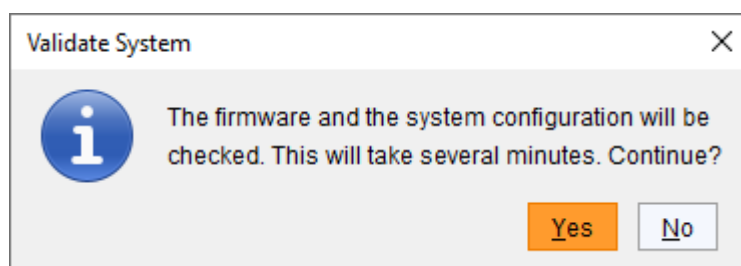 Validate System
The firmware and the system configuration will be
checked. This will take several minutes. Continue?
Yes No